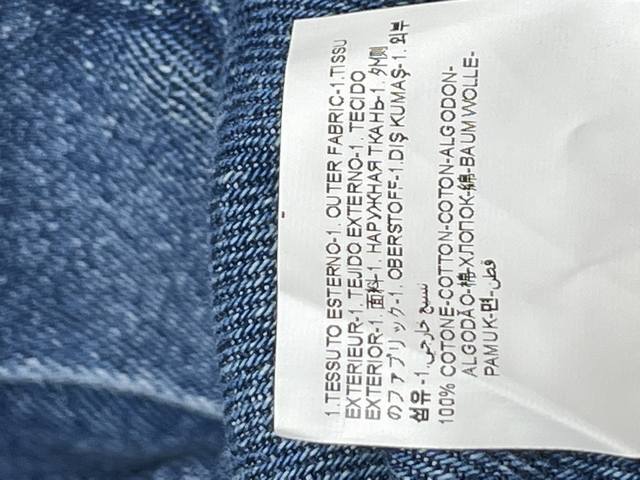 1.TESSUTO ESTERNO-1. OUTER FABRIC-1.TISSU
EXTERIEUR-1. TEJIDO EXTERNO-1. TECIDO
EXTERIOR-1. 面料-1. НАРУЖНАЯ ТКАНЬ-1. 外側
のファブリック-1. OBERSTOFF-1.DIŞ KUMAŞ-1. 외부
섬유 -1. نسيج خارجي
100% COTONE-COTTON-COTON-ALGODON-
ALGODÃO-棉-ХЛОПОК-綿-BAUMWOLLE-
PAMUK-면-قطن